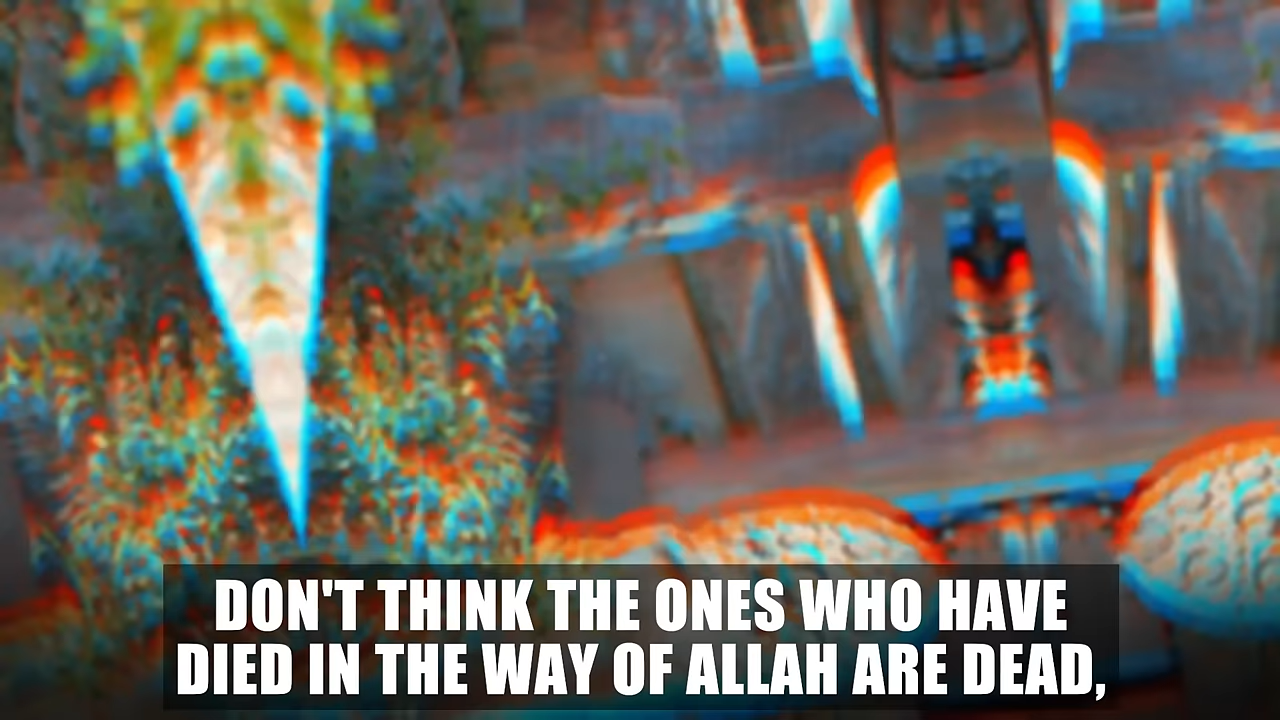 DON'T THINK THE ONES WHO HAVE
DIED IN THE WAY OF ALLAH ARE DEAD,